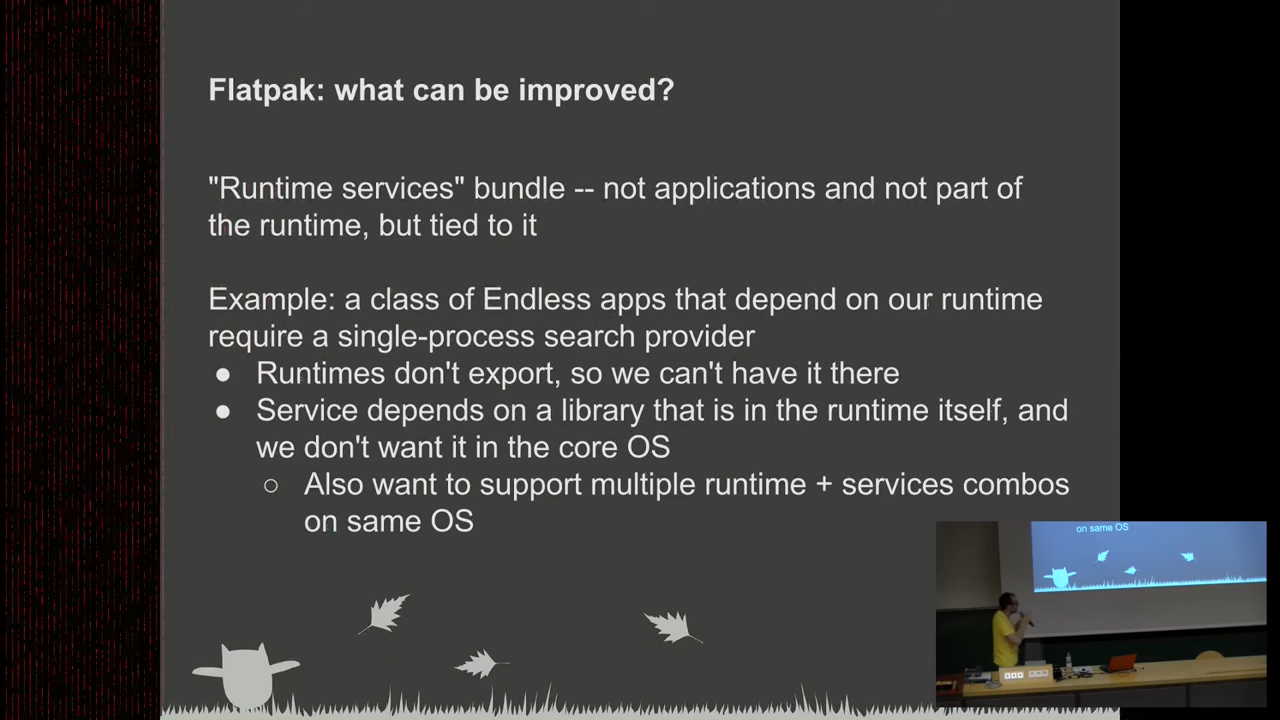 Flatpak: what can be improved?
"Runtime services" bundle -- not applications and not part of
the runtime, but tied to it
Example: a class of Endless apps that depend on our runtime
require a single-process search provider
● Runtimes don't export, so we can't have it there
● Service depends on a library that is in the runtime itself, and
we don't want it in the core OS
○ Also want to support multiple runtime + services combos
on same OS
on same OS